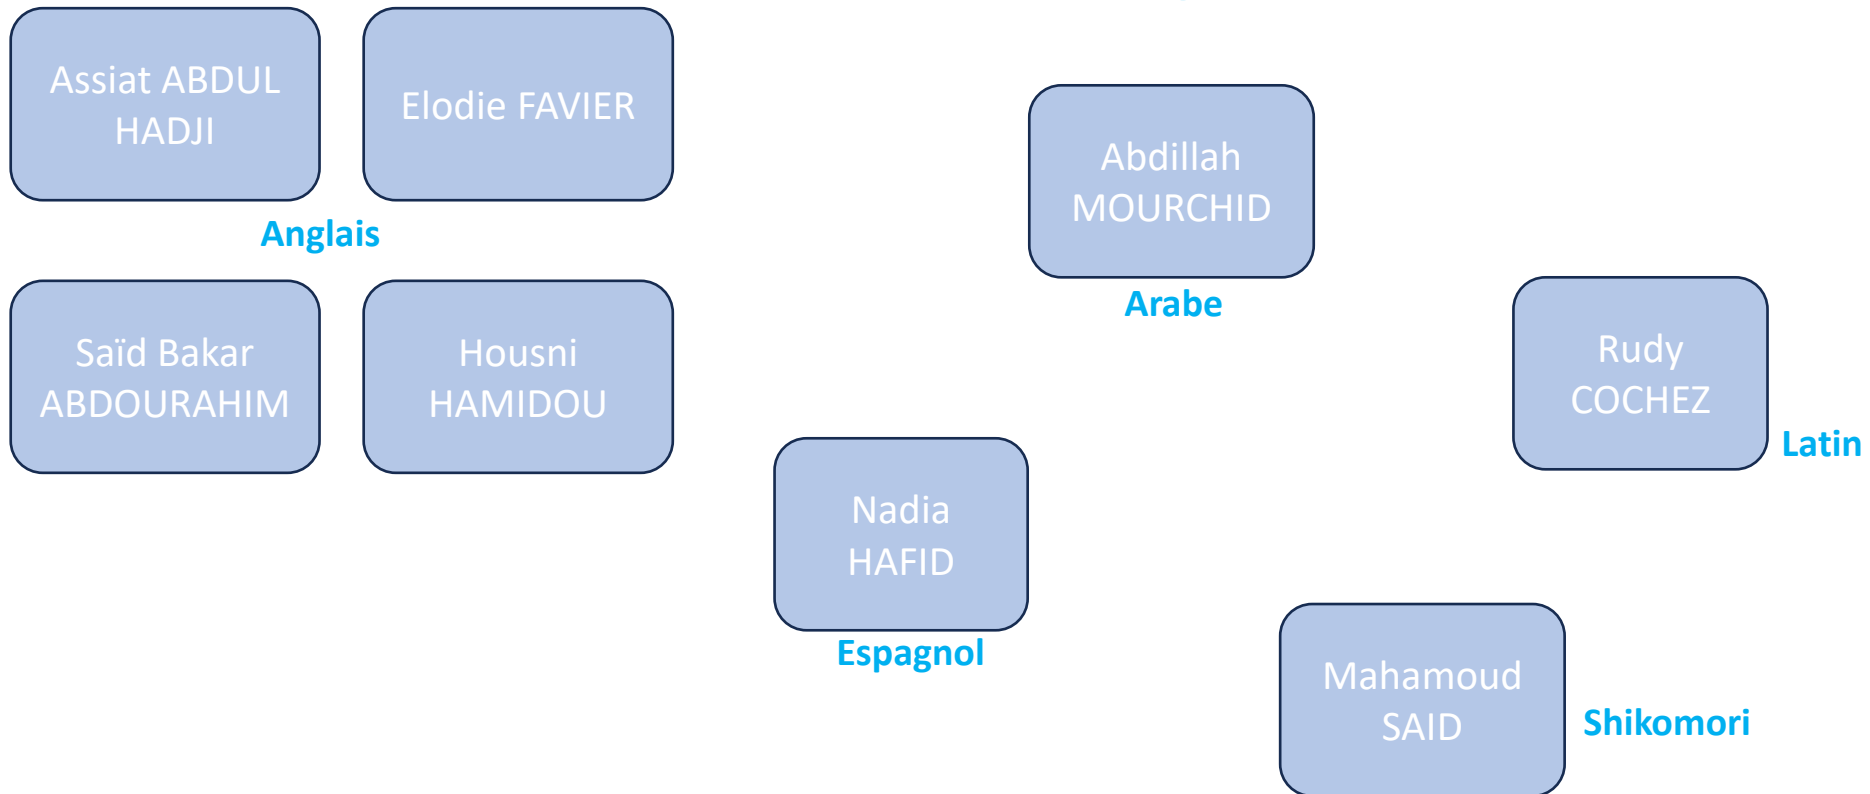 Assiat ABDUL
HADJI
Elodie FAVIER
Anglais
Saïd Bakar
ABDOURAHIM
Housni
HAMIDOU
Abdillah
MOURCHID
Arabe
Rudy
COCHEZ
Latin
Nadia
HAFID
Espagnol
Mahamoud
SAID
Shikomori